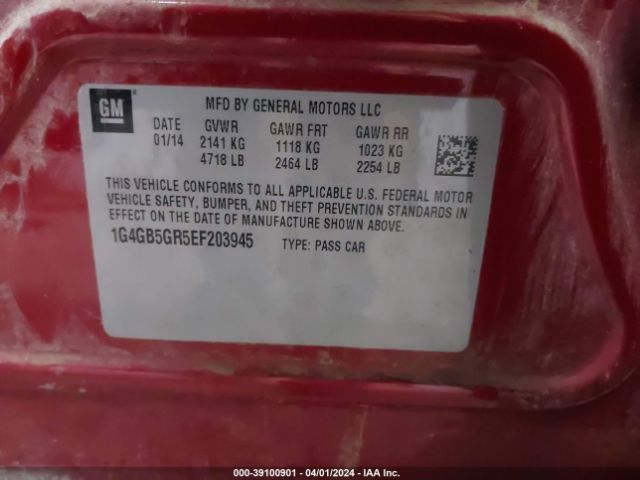 GM
MFD BY GENERAL MOTORS LLC
DATE GVWR GAWR FRT GAWR RR
01/14 2141 KG 1118 KG 1023 KG
4718 LB 2464 LB 2254 LB
THIS VEHICLE CONFORMS TO ALL APPLICABLE U.S. FEDERAL MOTOR
VEHICLE SAFETY, BUMPER, AND THEFT PREVENTION STANDARDS IN
EFFECT ON THE DATE OF MANUFACTURE SHOWN ABOVE.
1G4GB5GR5EF203945 TYPE: PASS CAR
000-39100901 - 04/01/2024 - IAA Inc.